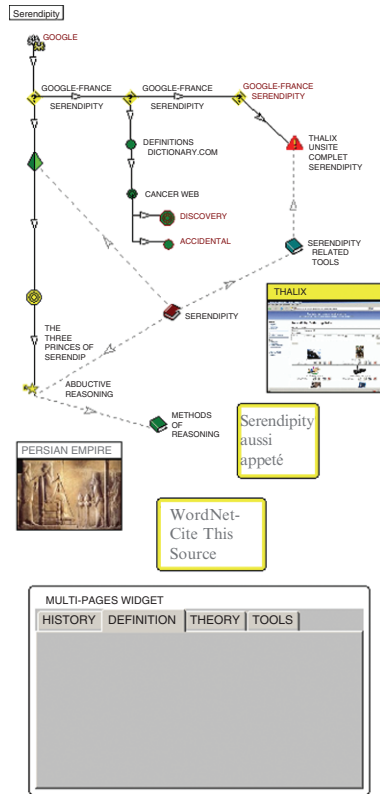 Serendipity
GOOGLE
GOOGLE-FRANCE
SERENDIPITY
GOOGLE-FRANCE
SERENDIPITY
GOOGLE-FRANCE
SERENDIPITY
THALIX
UNSITE
COMPLET
SERENDIPITY
DEFINITIONS
DICTIONARY.COM
CANCER WEB
DISCOVERY
ACCIDENTAL
SERENDIPITY
RELATED
TOOLS
SERENDIPITY
THALIX
THE
THREE
PRINCES OF
SERENDIP
ABDUCTIVE
REASONING
METHODS
OF
REASONING
Serendipity
aussi
appeté
PERSIAN EMPIRE
WordNet-
Cite This
Source
MULTI-PAGES WIDGET
HISTORY DEFINITION THEORY TOOLS